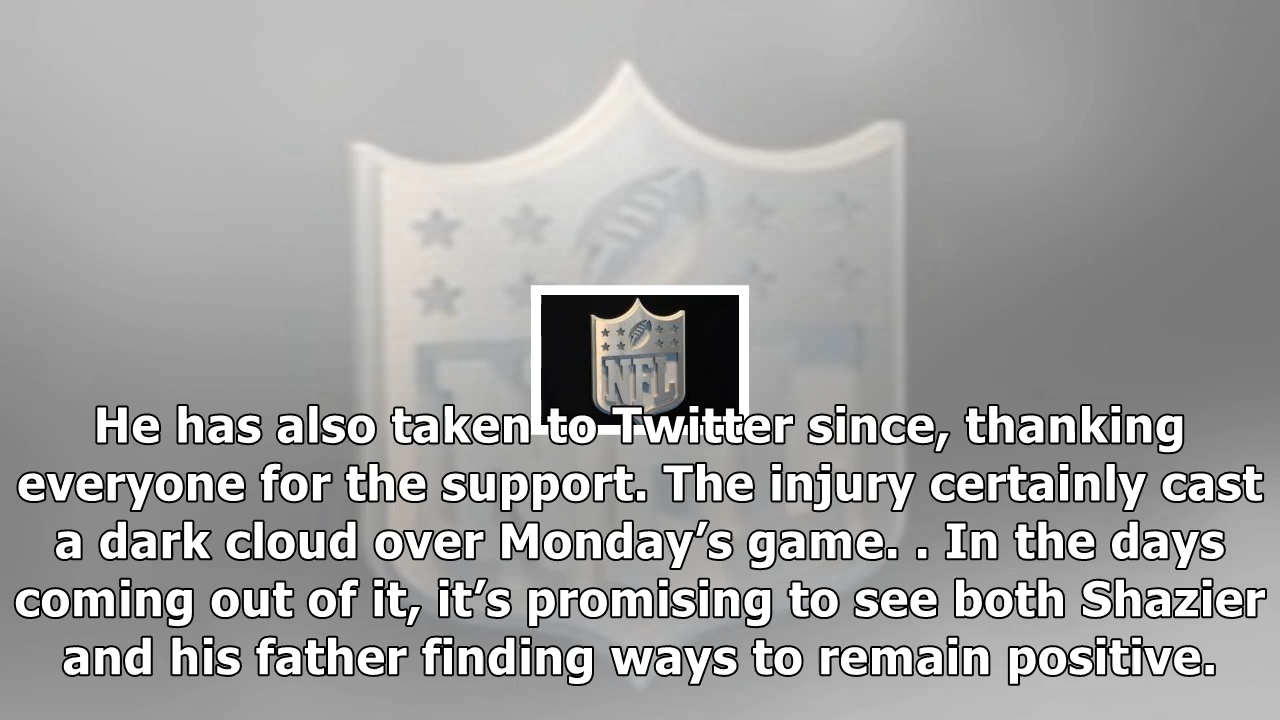 NFL
He has also taken to Twitter since, thanking
everyone for the support. The injury certainly cast
a dark cloud over Monday’s game. . In the days
coming out of it, it’s promising to see both Shazier
and his father finding ways to remain positive.